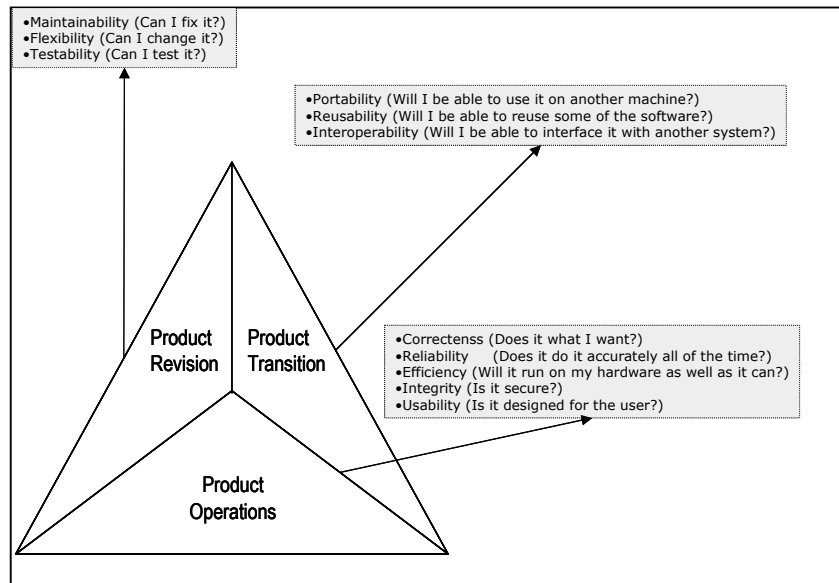 •Maintainability (Can I fix it?)
•Flexibility (Can I change it?)
•Testability (Can I test it?)
•Portability (Will I be able to use it on another machine?)
•Reusability (Will I be able to reuse some of the software?)
•Interoperability (Will I be able to interface it with another system?)
Product
Revision
Product
Transition
•Correctenss (Does it what I want?)
•Reliability (Does it do it accurately all of the time?)
•Efficiency (Will it run on my hardware as well as it can?)
•Integrity (Is it secure?)
•Usability (Is it designed for the user?)
Product
Operations